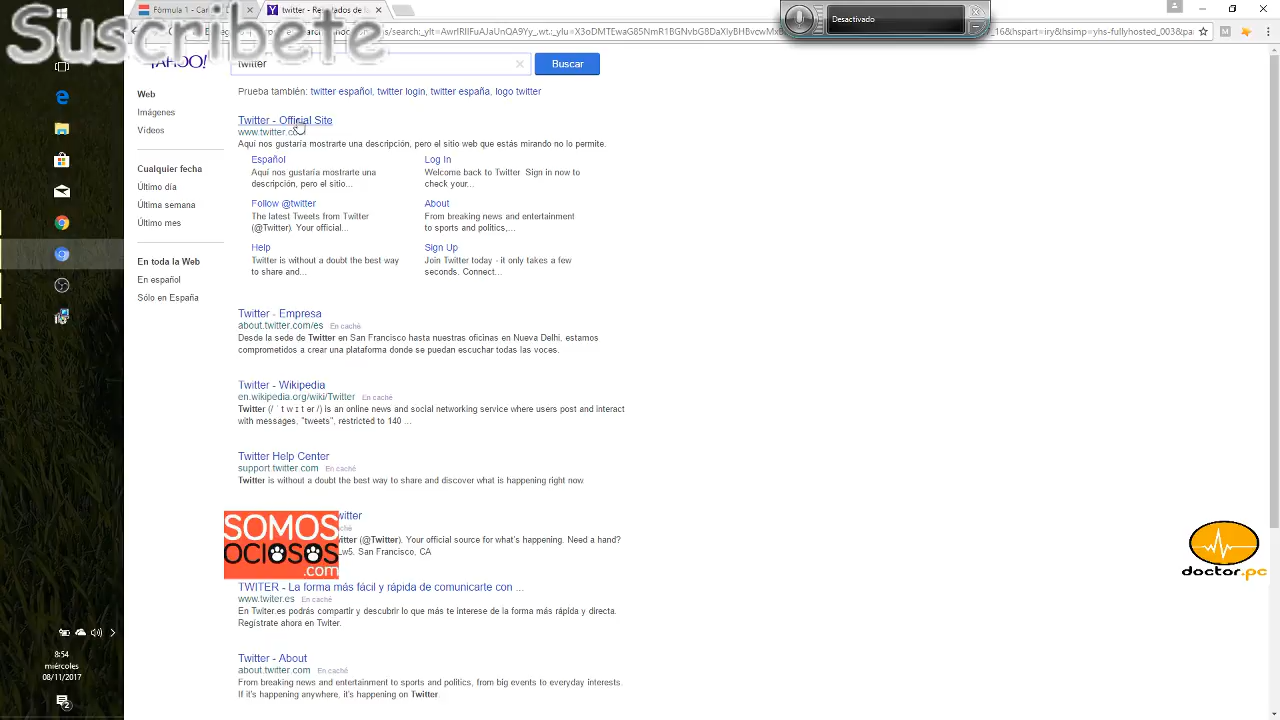 Suscribete
Fórmula 1 - Car
twitter - Resultados de la
Desactivado
YAHOO!
twitter
Buscar
Prueba también: twitter español, twitter login, twitter españa, logo twitter
Web
Imágenes
Vídeos
Cualquier fecha
Último día
Última semana
Último mes
En toda la Web
En español
Sólo en España
Twitter - Official Site
www.twitter.co
Aquí nos gustaría mostrarte una descripción, pero el sitio web que estás mirando no lo permite.
Español
Aquí nos gustaría mostrarte una
descripción, pero el sitio...
Log In
Welcome back to Twitter Sign in now to
check your...
Follow @twitter
The latest Tweets from Twitter
(@Twitter). Your official...
About
From breaking news and entertainment
to sports and politics,...
Help
Twitter is without a doubt the best way
to share and...
Sign Up
Join Twitter today - it only takes a few
seconds. Connect...
Twitter - Empresa
about.twitter.com/es En caché
Desde la sede de Twitter en San Francisco hasta nuestras oficinas en Nueva Delhi, estamos
comprometidos a crear una plataforma donde se puedan escuchar todas las voces.
Twitter - Wikipedia
en.wikipedia.org/wiki/Twitter En caché
Twitter (/ ˈ t w ɪ t ər /) is an online news and social networking service where users post and interact
with messages, "tweets", restricted to 140 ...
Twitter Help Center
support.twitter.com En caché
Twitter is without a doubt the best way to share and discover what is happening right now.
witter
ché
witter (@Twitter). Your official source for what's happening. Need a hand?
Lw5. San Francisco, CA
SOMOS
OCIOSOS
.com
TWITER - La forma más fácil y rápida de comunicarte con ...
www.twiter.es En caché
En Twiter.es podrás compartir y descubrir lo que más te interese de la forma más rápida y directa.
Regístrate ahora en Twiter.
Twitter - About
about.twitter.com En caché
From breaking news and entertainment to sports and politics, from big events to everyday interests.
If it's happening anywhere, it's happening on Twitter.
doctor.pc
8:54
miércoles
08/11/2017
2